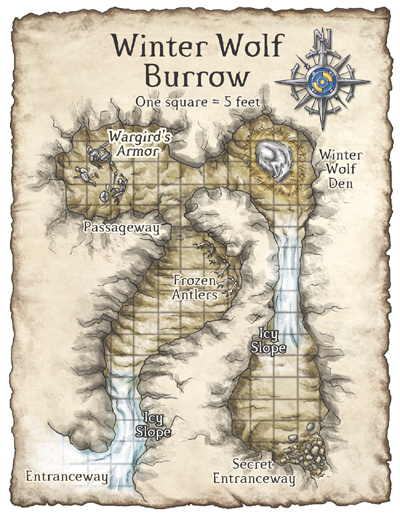 Winter Wolf
Burrow
One square = 5 feet
N
Wargird's
Armor
Winter
Wolf
Den
Passageway
Frozen
Antlers
Icy
Slope
Icy
Slope
Entranceway
Secret
Entranceway